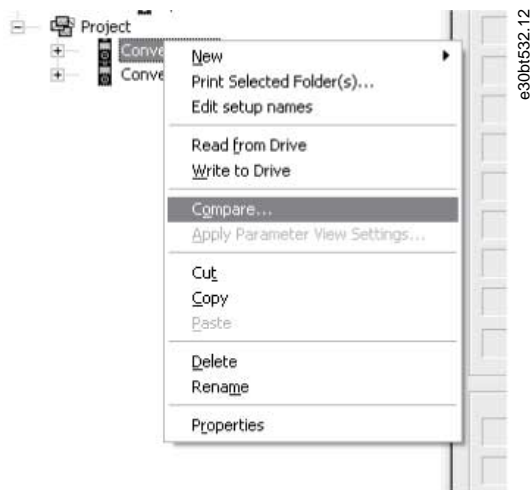 Project
Conve
Conve
New
Print Selected Folder(s)...
Edit setup names
Read from Drive
Write to Drive
Compare...
Apply Parameter View Settings...
Cut
Copy
Paste
Delete
Rename
Properties
e30bt532.12